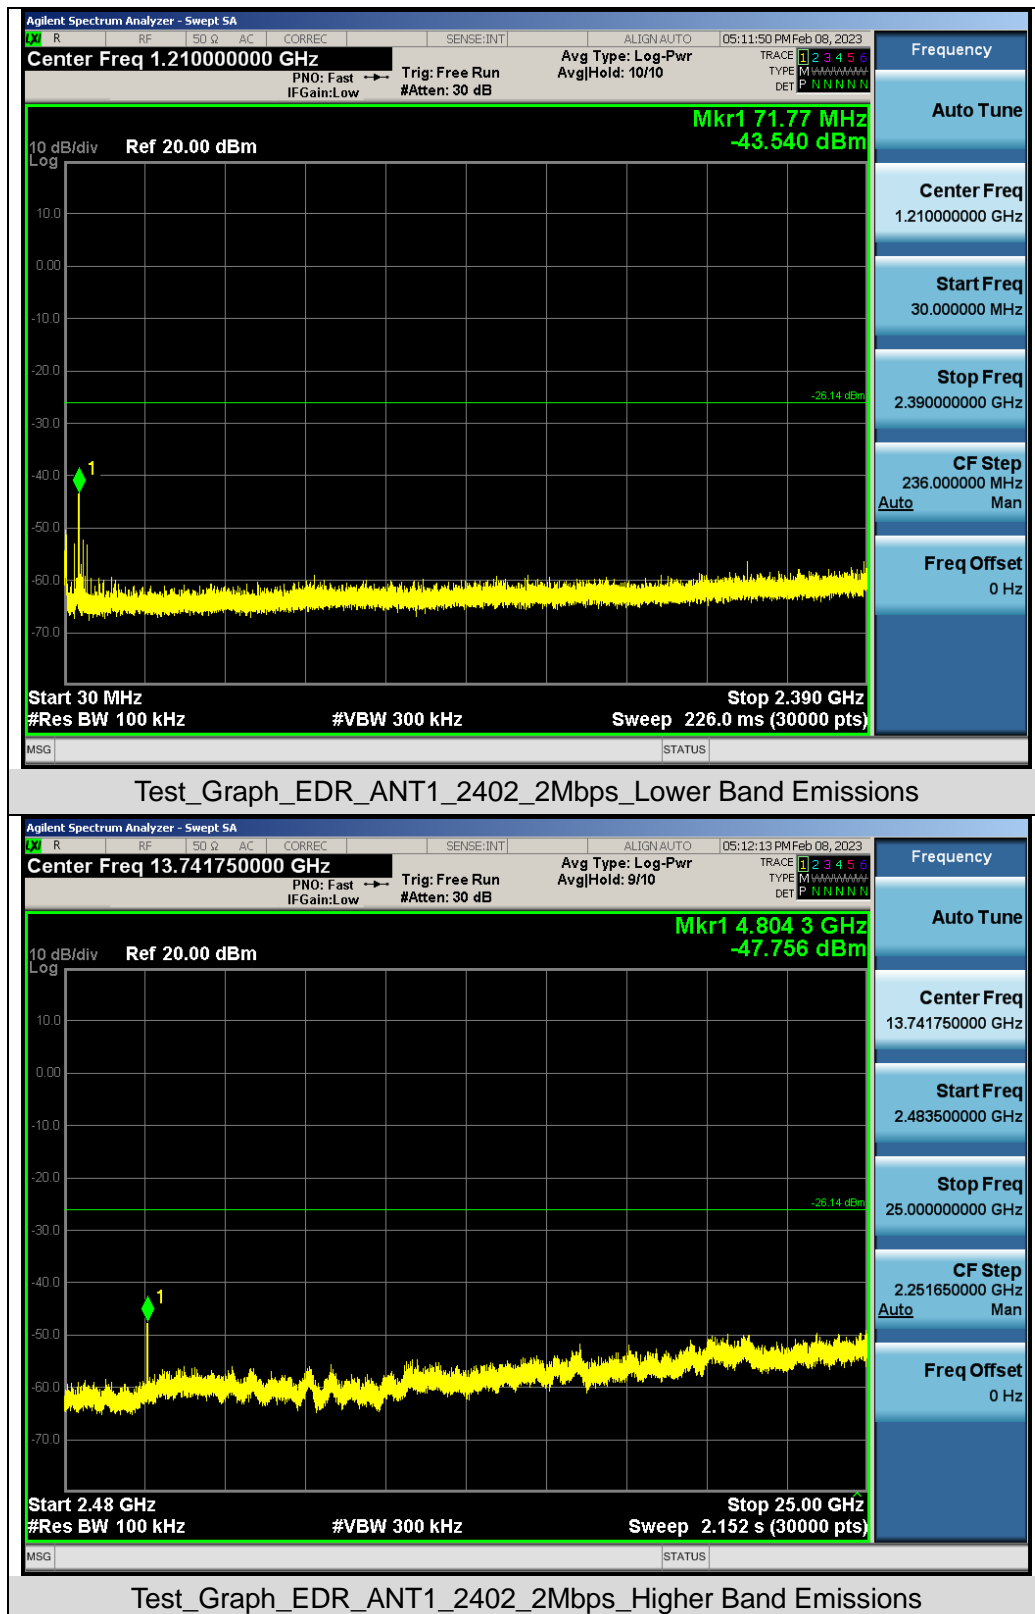 Agilent Spectrum Analyzer - Swept SA
LXI R RF 50 Ω AC CORREC SENSE:INT ALIGN AUTO 05:11:50 PM Feb 08, 2023
Center Freq 1.210000000 GHz
PNO: Fast
IFGain:Low
Trig: Free Run
#Atten: 30 dB
Avg Type: Log-Pwr
Avg|Hold: 10/10
TRACE 1 2 3 4 5 6
TYPE M WWWWW
DET P N N N N N
Mkr1 71.77 MHz
-43.540 dBm
10 dB/div Ref 20.00 dBm
Log
10.0
0.00
-10.0
-20.0
-26.14 dBm
-30.0
-40.0
1
-50.0
-60.0
-70.0
Start 30 MHz Stop 2.390 GHz
#Res BW 100 kHz #VBW 300 kHz Sweep 226.0 ms (30000 pts)
MSG STATUS
Frequency
Auto Tune
Center Freq
1.210000000 GHz
Start Freq
30.000000 MHz
Stop Freq
2.390000000 GHz
CF Step
236.000000 MHz
Auto Man
Freq Offset
0 Hz
Test_Graph_EDR_ANT1_2402_2Mbps_Lower Band Emissions
Agilent Spectrum Analyzer - Swept SA
LXI R RF 50 Ω AC CORREC SENSE:INT ALIGN AUTO 05:12:13 PM Feb 08, 2023
Center Freq 13.741750000 GHz
PNO: Fast
IFGain:Low
Trig: Free Run
#Atten: 30 dB
Avg Type: Log-Pwr
Avg|Hold: 9/10
TRACE 1 2 3 4 5 6
TYPE M WWWWW
DET P N N N N N
Mkr1 4.804 3 GHz
-47.756 dBm
10 dB/div Ref 20.00 dBm
Log
10.0
0.00
-10.0
-20.0
-26.14 dBm
-30.0
-40.0
1
-50.0
-60.0
-70.0
Start 2.48 GHz Stop 25.00 GHz
#Res BW 100 kHz #VBW 300 kHz Sweep 2.152 s (30000 pts)
MSG STATUS
Frequency
Auto Tune
Center Freq
13.741750000 GHz
Start Freq
2.483500000 GHz
Stop Freq
25.000000000 GHz
CF Step
2.251650000 GHz
Auto Man
Freq Offset
0 Hz
Test_Graph_EDR_ANT1_2402_2Mbps_Higher Band Emissions